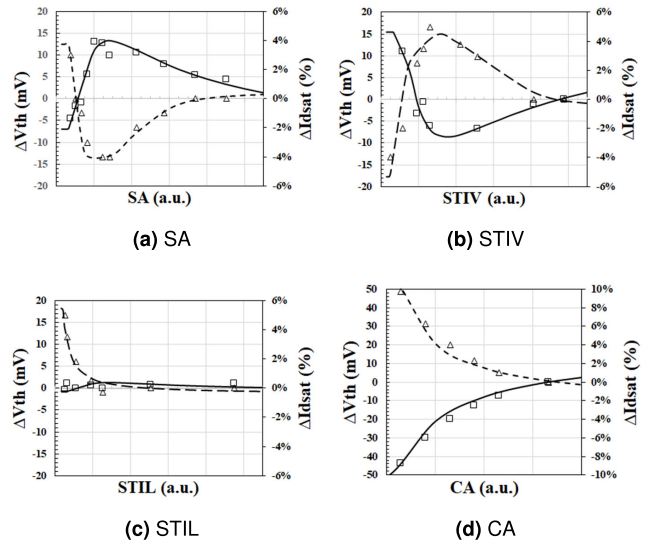 20 15 10 5 0 -5 -10 -15 -20
ΔVth (mV)
6% 4% 2% 0% -2% -4% -6%
ΔIdsat (%)
SA (a.u.)
(a) SA
20 15 10 5 0 -5 -10 -15 -20
ΔVth (mV)
6% 4% 2% 0% -2% -4% -6%
ΔIdsat (%)
STIV (a.u.)
(b) STIV
20 15 10 5 0 -5 -10 -15 -20
ΔVth (mV)
6% 4% 2% 0% -2% -4% -6%
ΔIdsat (%)
STIL (a.u.)
(c) STIL
50 40 30 20 10 0 -10 -20 -30 -40 -50
ΔVth (mV)
10% 8% 6% 4% 2% 0% -2% -4% -6% -8% -10%
ΔIdsat (%)
CA (a.u.)
(d) CA